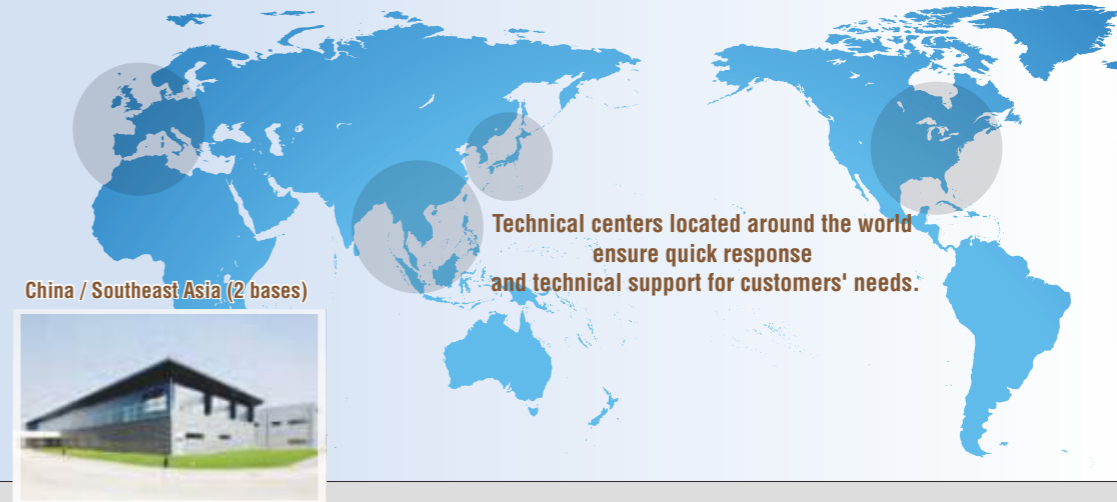 Technical centers located around the world
ensure quick response
and technical support for customers' needs.
China / Southeast Asia (2 bases)